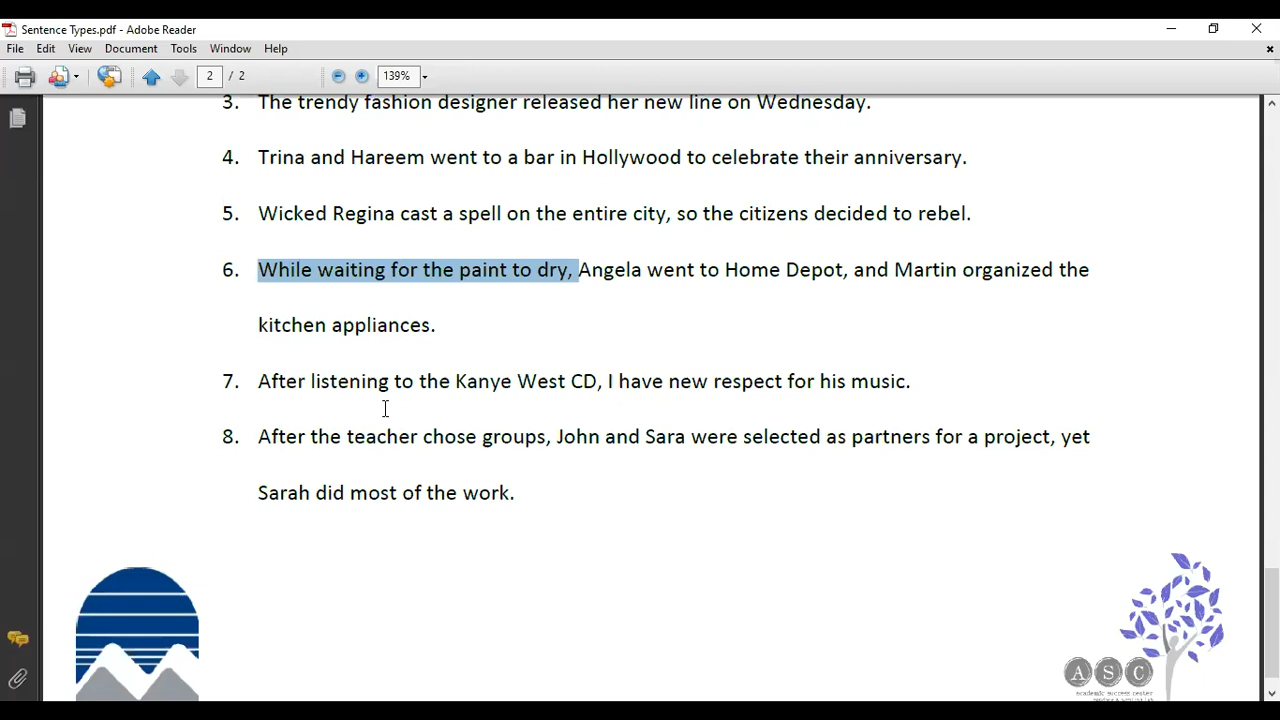 Sentence Types.pdf - Adobe Reader
File Edit View Document Tools Window Help
2 / 2 139%
3. The trendy fashion designer released her new line on Wednesday.
4. Trina and Hareem went to a bar in Hollywood to celebrate their anniversary.
5. Wicked Regina cast a spell on the entire city, so the citizens decided to rebel.
6. While waiting for the paint to dry, Angela went to Home Depot, and Martin organized the
kitchen appliances.
7. After listening to the Kanye West CD, I have new respect for his music.
8. After the teacher chose groups, John and Sara were selected as partners for a project, yet
Sarah did most of the work.
A S C
academic success center